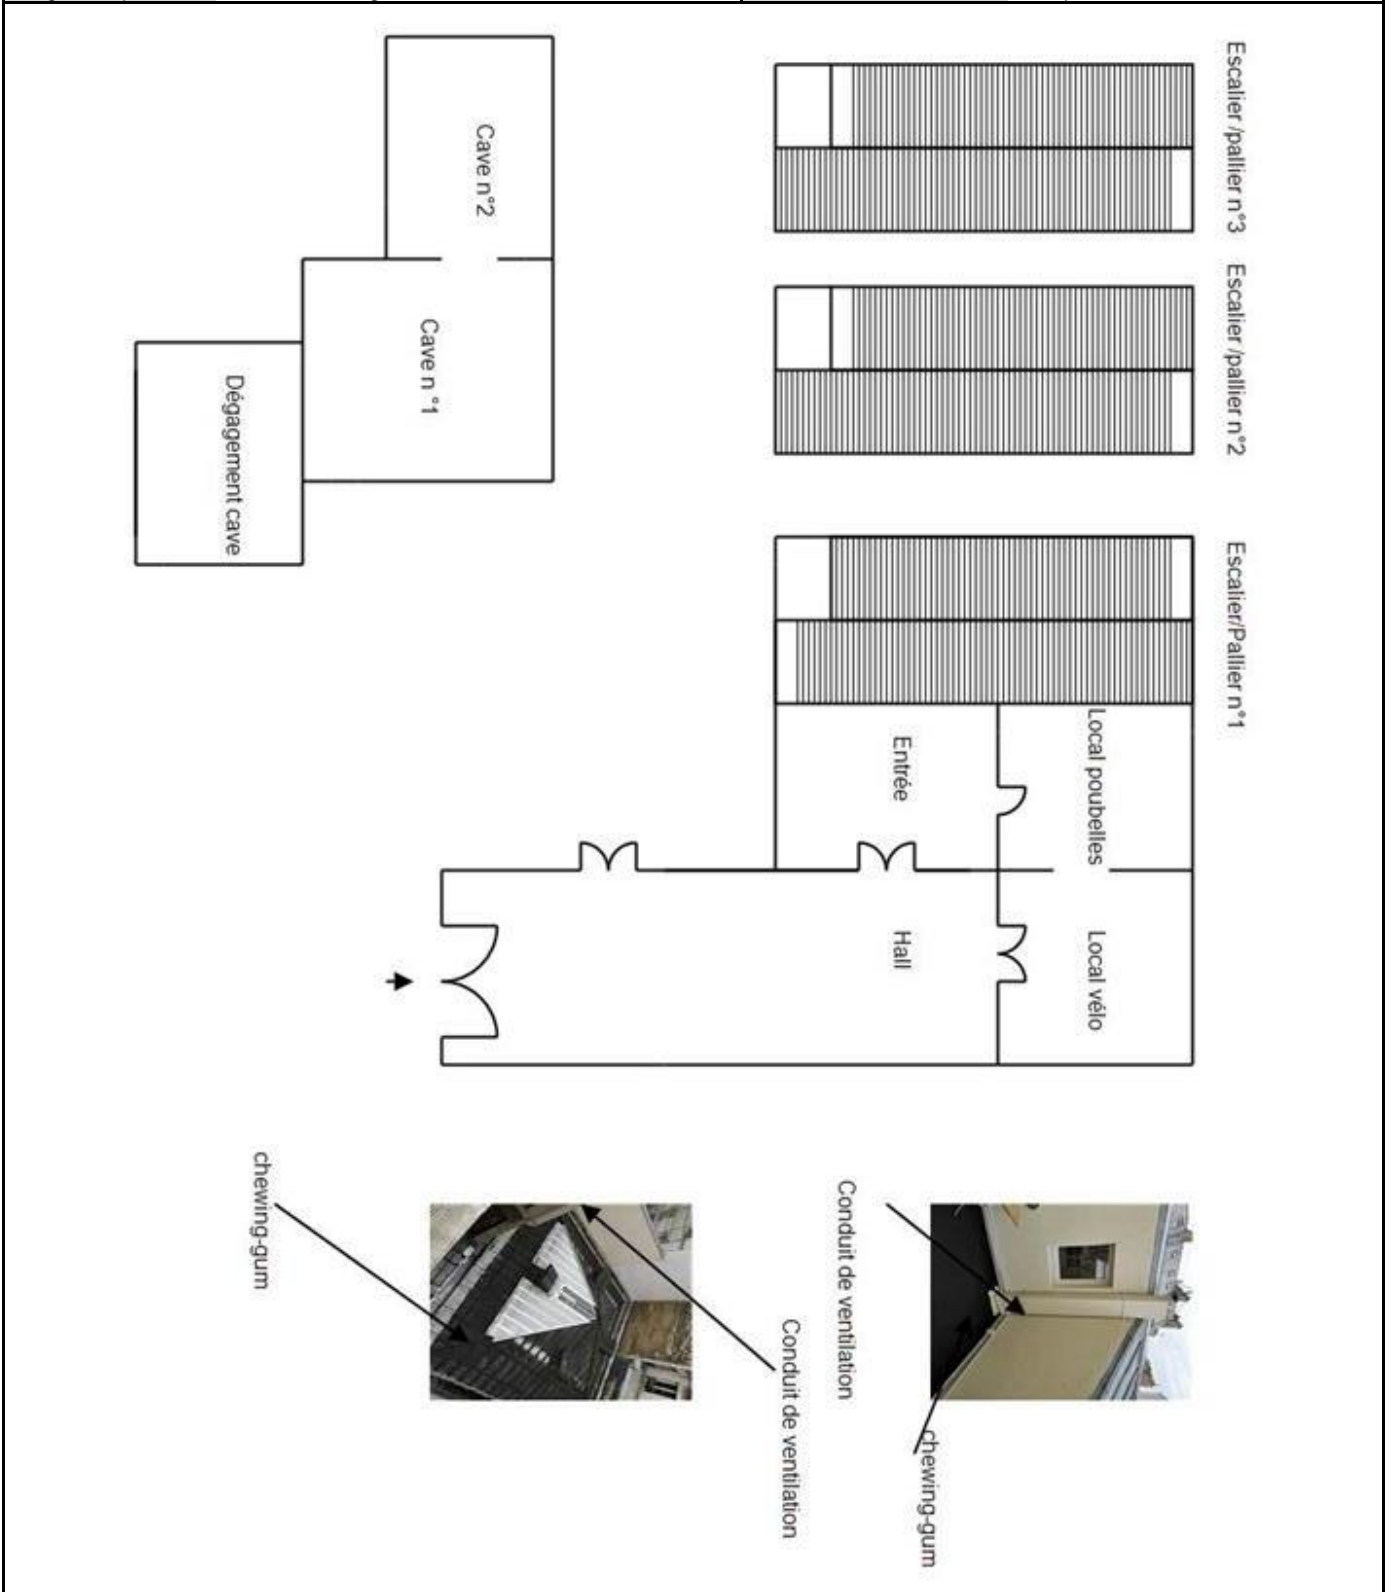 Escalier /pallier n°3
Escalier /pallier n°2
Escalier/Pallier n°1
Local poubelles
Local vélo
Entrée
Hall
Cave n°2
Cave n °1
Dégagement cave
Conduit de ventilation
chewing-gum
Conduit de ventilation
chewing-gum